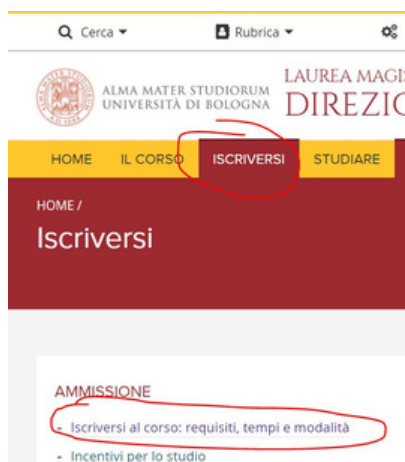 Cerca
Rubrica
ALMA MATER STUDIORUM
UNIVERSITÀ DI BOLOGNA
LAUREA MAGIS
DIREZIO
HOME IL CORSO ISCRIVERSI STUDIARE
HOME /
Iscriversi
AMMISSIONE
- Iscriversi al corso: requisiti, tempi e modalità
- Incentivi per lo studio